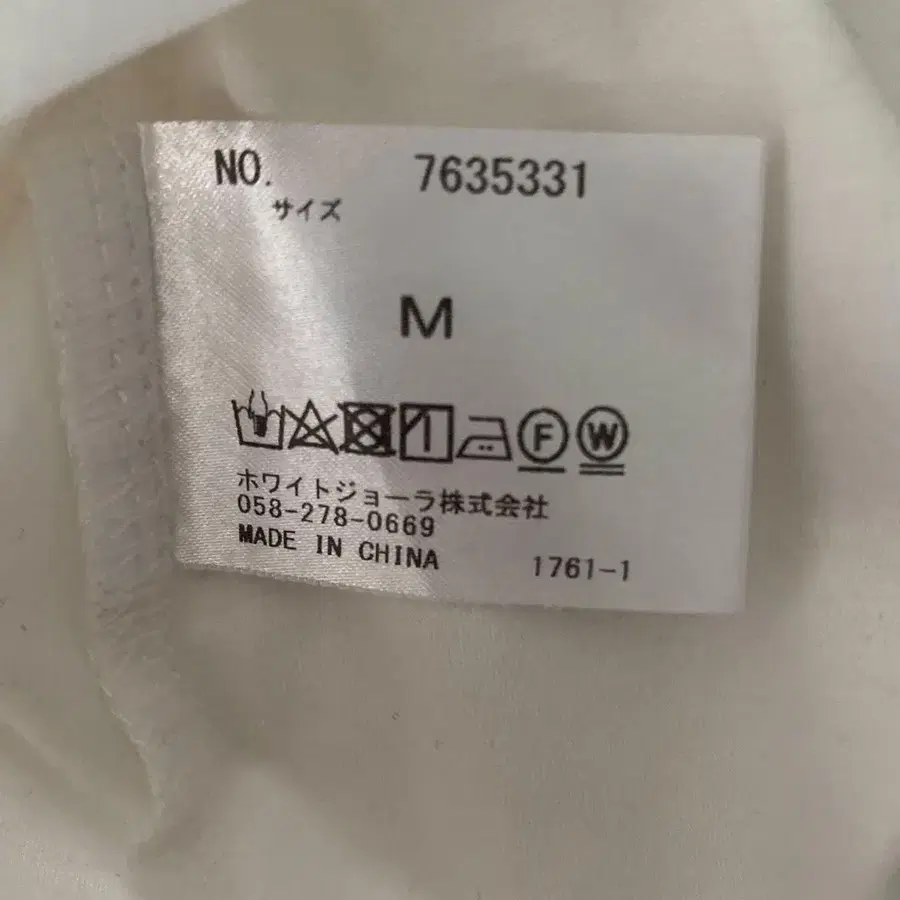 NO. 7635331
サイズ
M
F W
ホワイトジョーラ株式会社
058-278-0669
MADE IN CHINA 1761-1